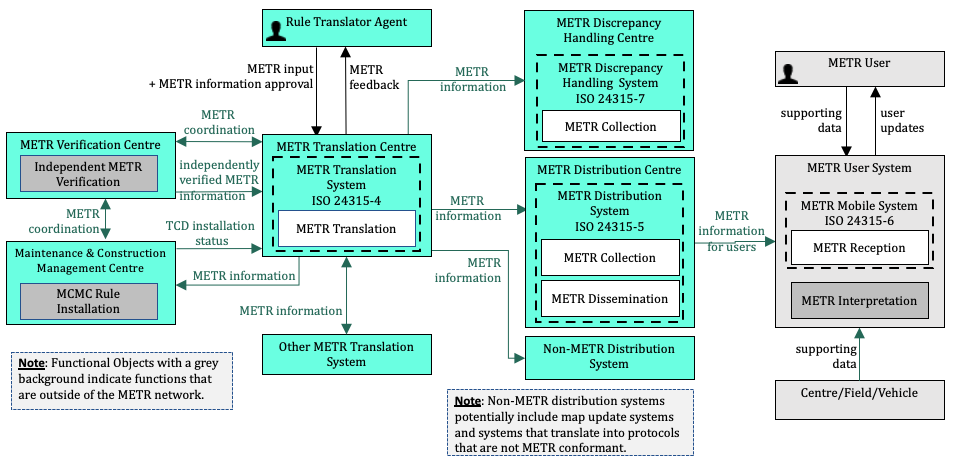 Rule Translator Agent
METR input
+ METR information approval
METR
feedback
METR
information
METR Discrepancy
Handling Centre
METR Discrepancy
Handling System
ISO 24315-7
METR Collection
METR User
supporting
data
user
updates
METR
coordination
METR Verification Centre
Independent METR
Verification
independently
verified METR
information
METR Translation Centre
METR Translation
System
ISO 24315-4
METR Translation
METR
information
METR Distribution Centre
METR Distribution
System
ISO 24315-5
METR Collection
METR Dissemination
METR
information
for users
METR User System
METR Mobile System
ISO 24315-6
METR Reception
METR Interpretation
METR
coordination
TCD installation
status
Maintenance & Construction
Management Centre
MCMC Rule
Installation
METR information
METR
information
METR information
Other METR Translation
System
Non-METR Distribution
System
supporting
data
Centre/Field/Vehicle
Note: Functional Objects with a grey
background indicate functions that
are outside of the METR network.
Note: Non-METR distribution systems
potentially include map update systems
and systems that translate into protocols
that are not METR conformant.